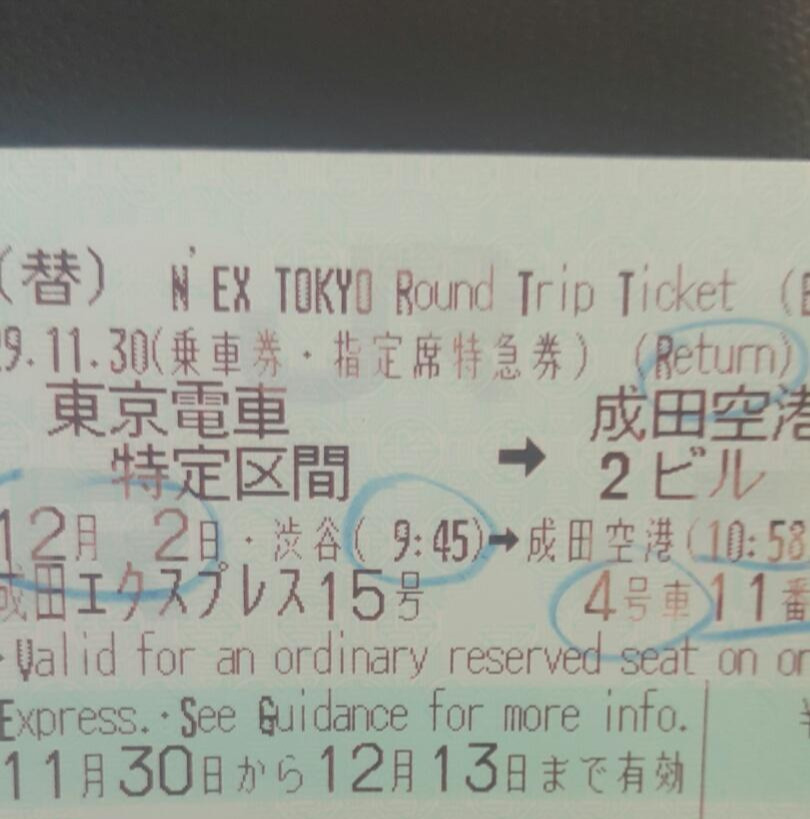 (替) N'EX TOKYO Round Trip Ticket (
29.11.30(乗車券・指定席特急券) (Return)
東京電車 成田空港
特定区間 ➡ 2ビル
12月 2日・渋谷( 9:45)➡成田空港(10:58
成田エクスプレス15号 4号車11番
Valid for an ordinary reserved seat on
Express.・See Guidance for more info.
11月30日から12月13日まで有効